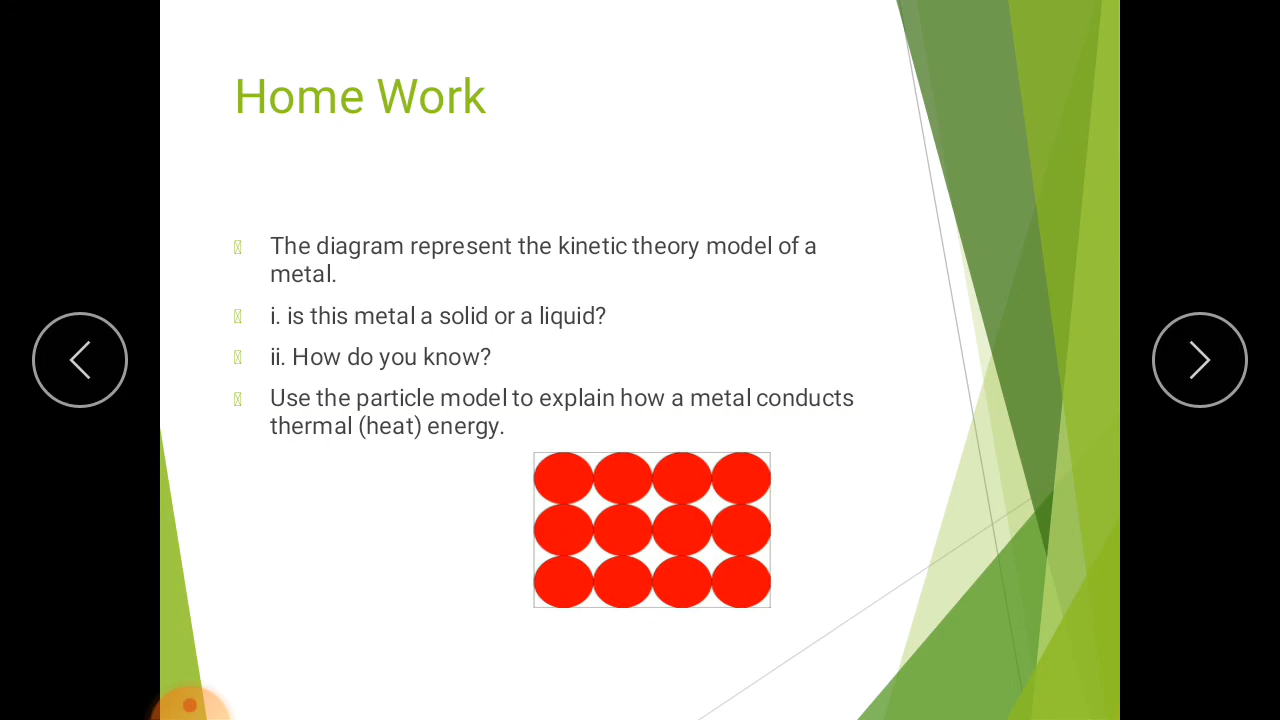 Home Work
The diagram represent the kinetic theory model of a
metal.
i. is this metal a solid or a liquid?
ii. How do you know?
Use the particle model to explain how a metal conducts
thermal (heat) energy.